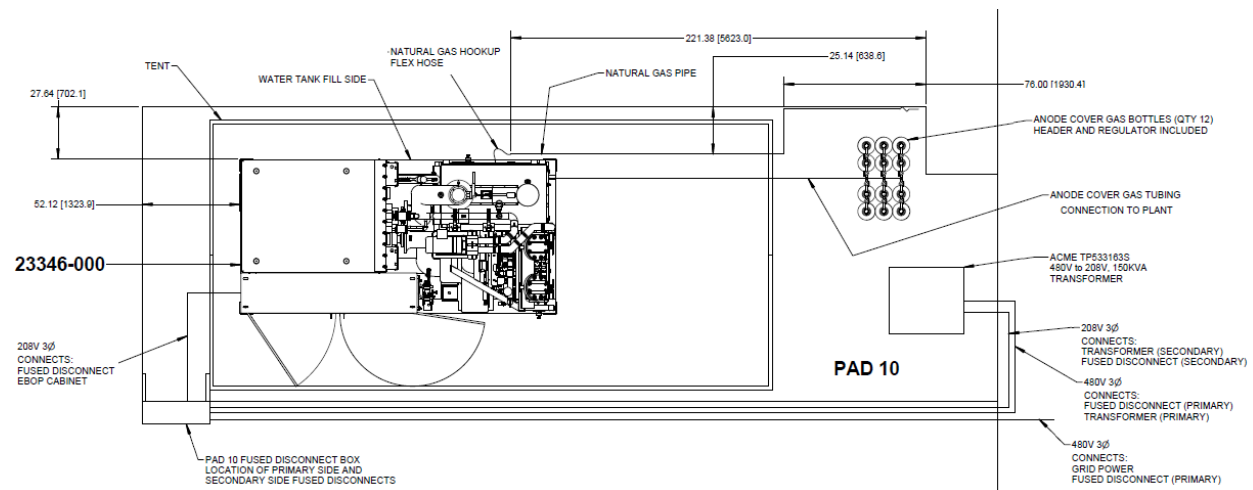 221.38 [5623.0]
NATURAL GAS HOOKUP
FLEX HOSE
25.14 [638.6]
TENT
WATER TANK FILL SIDE
NATURAL GAS PIPE
76.00 [1930.4]
27.64 [702.1]
ANODE COVER GAS BOTTLES (QTY 12)
HEADER AND REGULATOR INCLUDED
52.12 [1323.9]
ANODE COVER GAS TUBING
CONNECTION TO PLANT
23346-000
ACME TP533163S
480V to 208V, 150KVA
TRANSFORMER
208V 3Ø
CONNECTS:
FUSED DISCONNECT
EBOP CABINET
208V 3Ø
CONNECTS:
TRANSFORMER (SECONDARY)
FUSED DISCONNECT (SECONDARY)
PAD 10
480V 3Ø
CONNECTS:
FUSED DISCONNECT (PRIMARY)
TRANSFORMER (PRIMARY)
PAD 10 FUSED DISCONNECT BOX
LOCATION OF PRIMARY SIDE AND
SECONDARY SIDE FUSED DISCONNECTS
480V 3Ø
CONNECTS:
GRID POWER
FUSED DISCONNECT (PRIMARY)